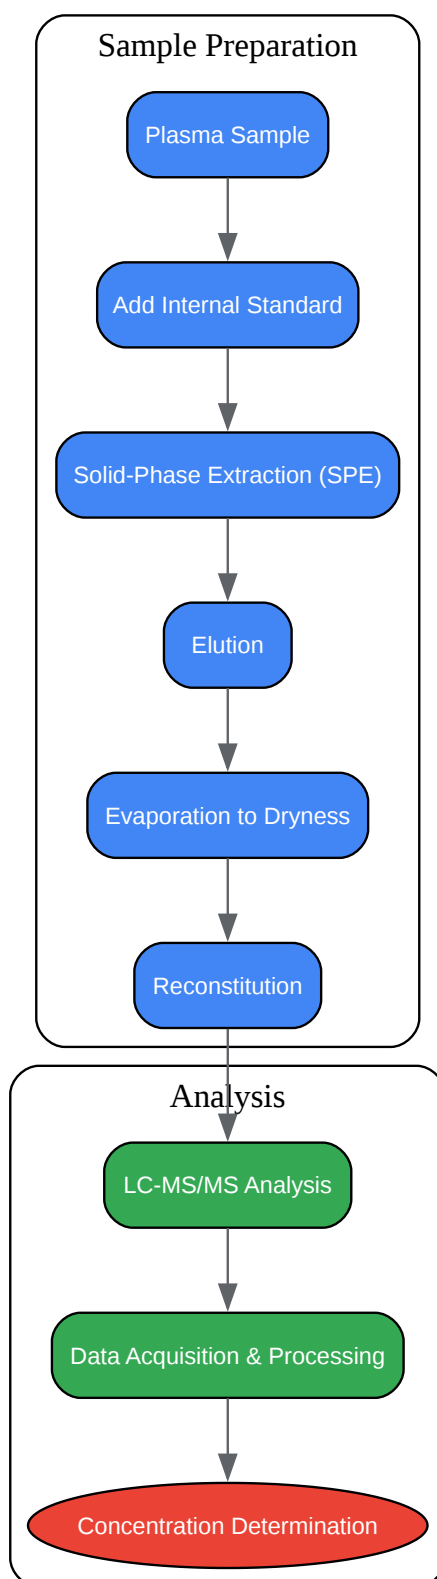 Sample Preparation
Plasma Sample
Add Internal Standard
Solid-Phase Extraction (SPE)
Elution
Evaporation to Dryness
Reconstitution
Analysis
LC-MS/MS Analysis
Data Acquisition & Processing
Concentration Determination